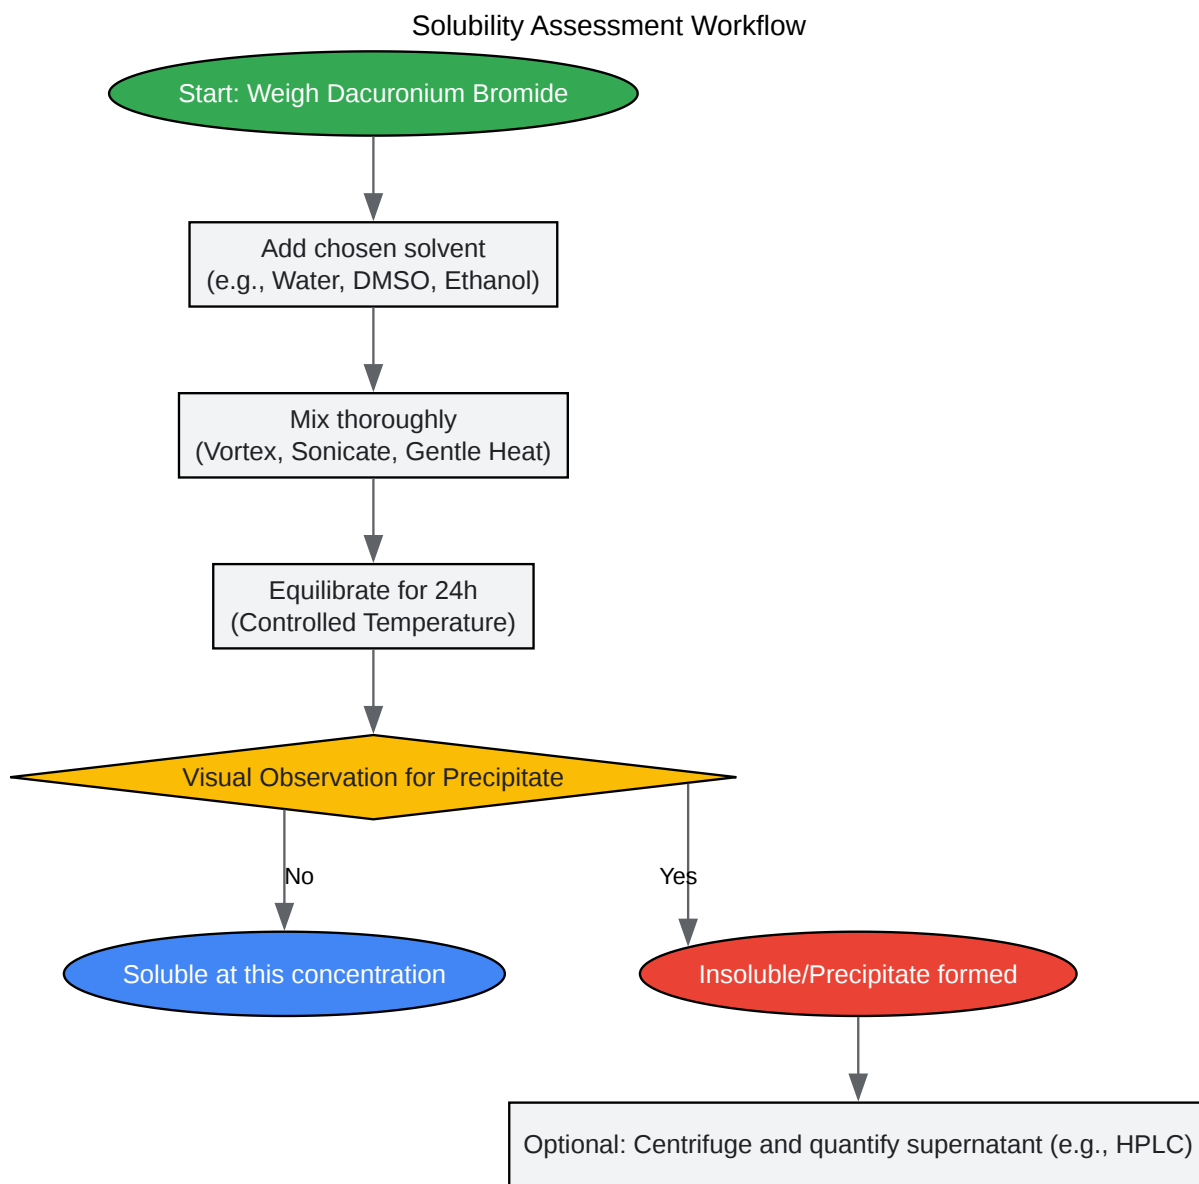 Solubility Assessment Workflow
Start: Weigh Dacuronium Bromide
Add chosen solvent
(e.g., Water, DMSO, Ethanol)
Mix thoroughly
(Vortex, Sonicate, Gentle Heat)
Equilibrate for 24h
(Controlled Temperature)
Visual Observation for Precipitate
No
Yes
Soluble at this concentration
Insoluble/Precipitate formed
Optional: Centrifuge and quantify supernatant (e.g., HPLC)